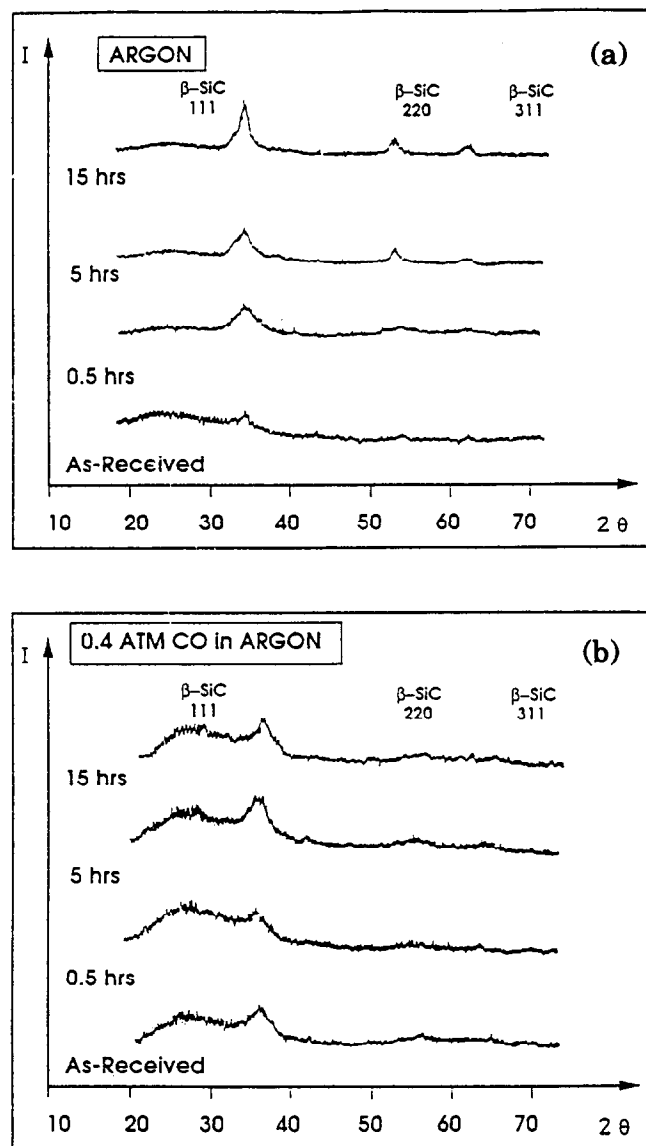 I
ARGON
(a)
β–SiC β–SiC β–SiC
111 220 311
15 hrs
5 hrs
0.5 hrs
As-Received
10 20 30 40 50 60 70 2 θ
I
0.4 ATM CO in ARGON
(b)
β–SiC β–SiC β–SiC
111 220 311
15 hrs
5 hrs
0.5 hrs
As-Received
10 20 30 40 50 60 70 2 θ